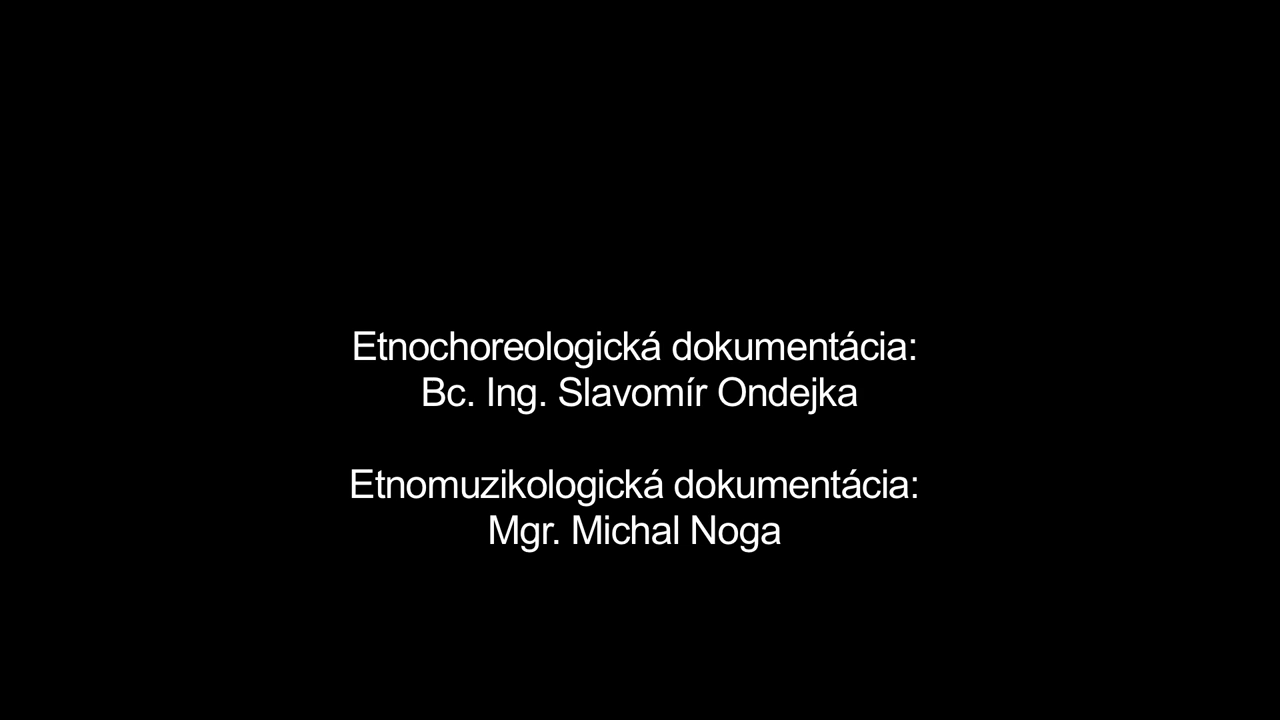 Etnochoreologická dokumentácia:
Bc. Ing. Slavomír Ondejka
Etnomuzikologická dokumentácia:
Mgr. Michal Noga